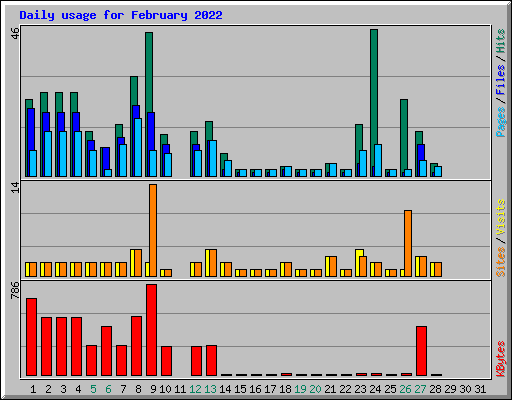 Daily usage for February 2022
46
Pages / Files / Hits
14
Sites / Visits
786
KBytes
1 2 3 4 5 6 7 8 9 10 11 12 13 14 15 16 17 18 19 20 21 22 23 24 25 26 27 28 29 30 31